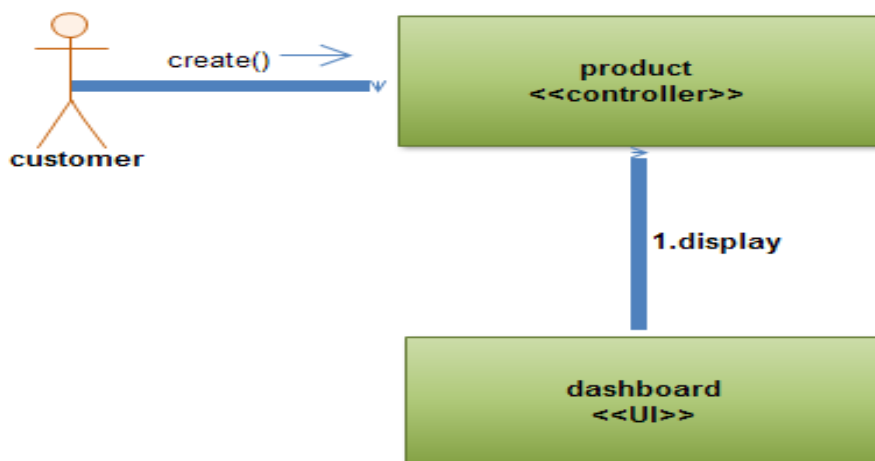 create()
customer
product
<<controller>>
1.display
dashboard
<<UI>>